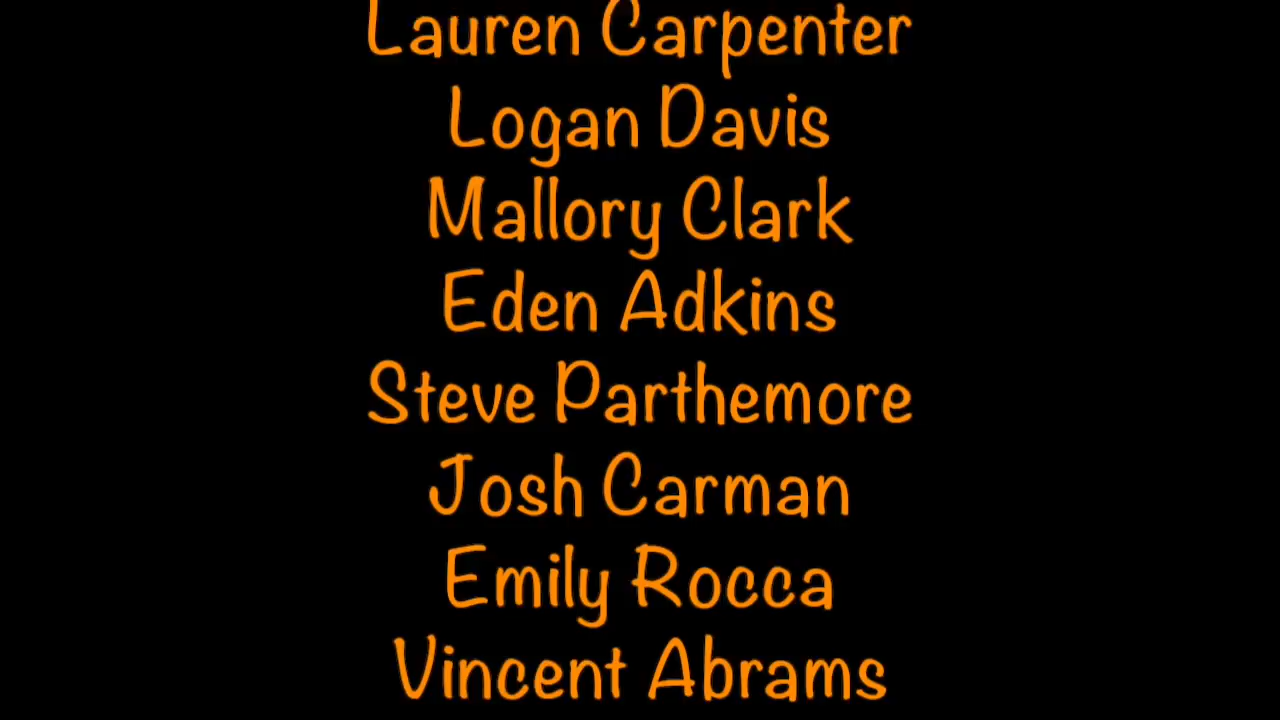 Lauren Carpenter
Logan Davis
Mallory Clark
Eden Adkins
Steve Parthemore
Josh Carman
Emily Rocca
Vincent Abrams